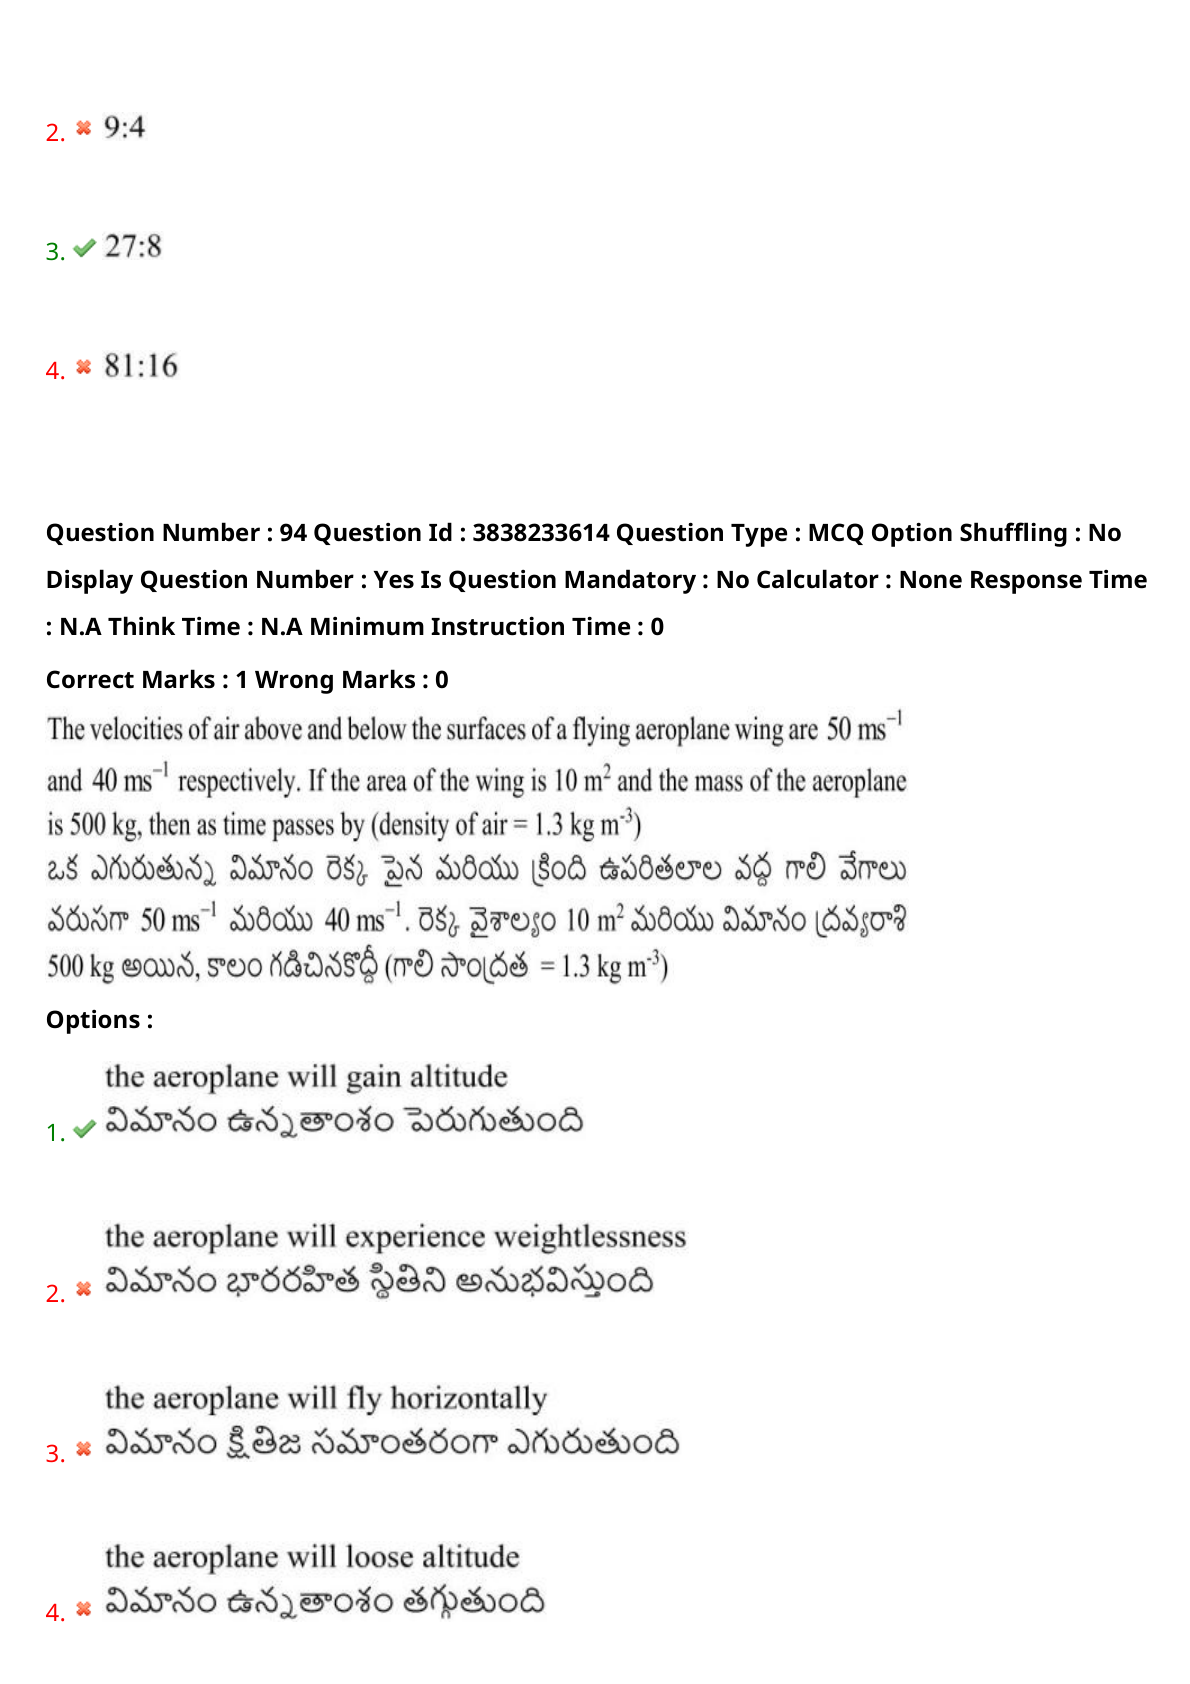 2. 9:4
3. 27:8
4. 81:16
Question Number : 94 Question Id : 3838233614 Question Type : MCQ Option Shuffling : No
Display Question Number : Yes Is Question Mandatory : No Calculator : None Response Time
: N.A Think Time : N.A Minimum Instruction Time : 0
Correct Marks : 1 Wrong Marks : 0
The velocities of air above and below the surfaces of a flying aeroplane wing are 50 ms⁻¹
and 40 ms⁻¹ respectively. If the area of the wing is 10 m² and the mass of the aeroplane
is 500 kg, then as time passes by (density of air = 1.3 kg m⁻³)
ఒక ఎగురుతున్న విమానం రెక్క పైన మరియు క్రింది ఉపరితలాల వద్ద గాలి వేగాలు
వరుసగా 50 ms⁻¹ మరియు 40 ms⁻¹. రెక్క వైశాల్యం 10 m² మరియు విమానం ద్రవ్యరాశి
500 kg అయిన, కాలం గడిచినకొద్దీ (గాలి సాంద్రత = 1.3 kg m⁻³)
Options :
the aeroplane will gain altitude
1. విమానం ఉన్నతాంశం పెరుగుతుంది
the aeroplane will experience weightlessness
2. విమానం భారరహిత స్థితిని అనుభవిస్తుంది
the aeroplane will fly horizontally
3. విమానం క్షితిజ సమాంతరంగా ఎగురుతుంది
the aeroplane will loose altitude
4. విమానం ఉన్నతాంశం తగ్గుతుంది